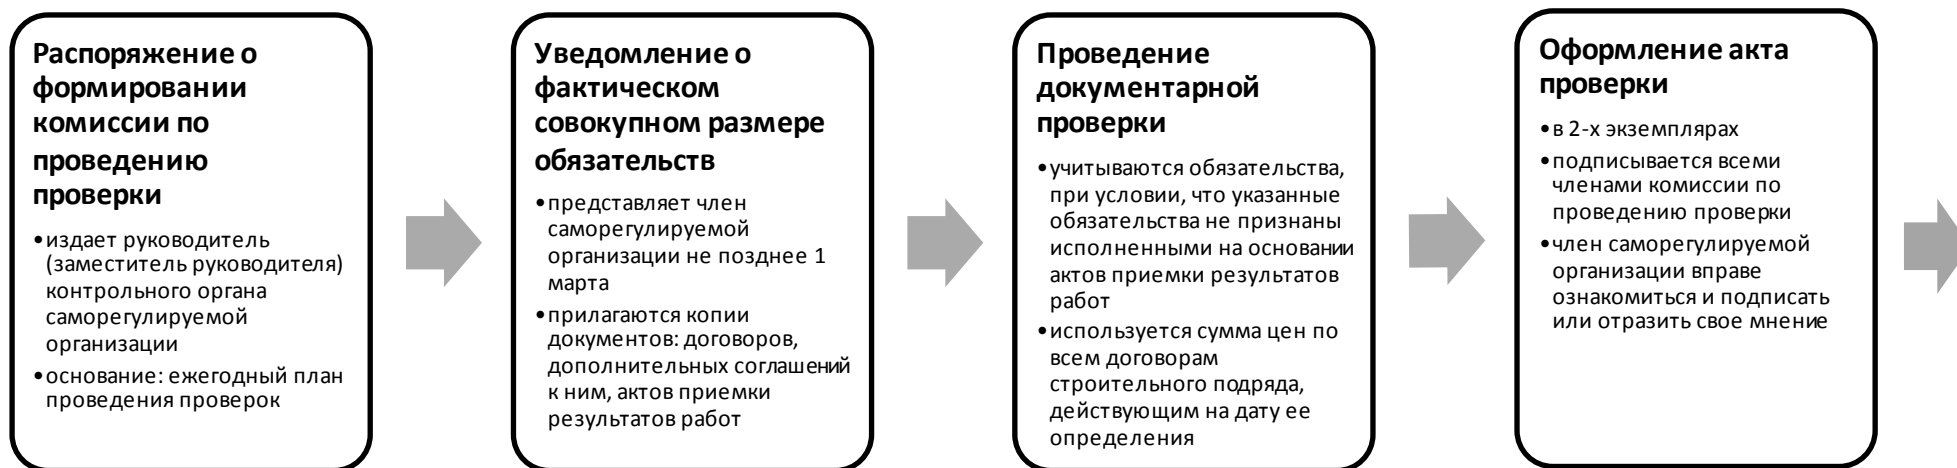 Распоряжение о
формировании
комиссии по
проведению
проверки
•издает руководитель
(заместитель руководителя)
контрольного органа
саморегулируемой
организации
•основание: ежегодный план
проведения проверок
Уведомление о
фактическом
совокупном размере
обязательств
•представляет член
саморегулируемой
организации не позднее 1
марта
•прилагаются копии
документов: договоров,
дополнительных соглашений
к ним, актов приемки
результатов работ
Проведение
документарной
проверки
•учитываются обязательства,
при условии, что указанные
обязательства не признаны
исполненными на основании
актов приемки результатов
работ
•используется сумма цен по
всем договорам
строительного подряда,
действующим на дату ее
определения
Оформление акта
проверки
•в 2-х экземплярах
•подписывается всеми
членами комиссии по
проведению проверки
•член саморегулируемой
организации вправе
ознакомиться и подписать
или отразить свое мнение